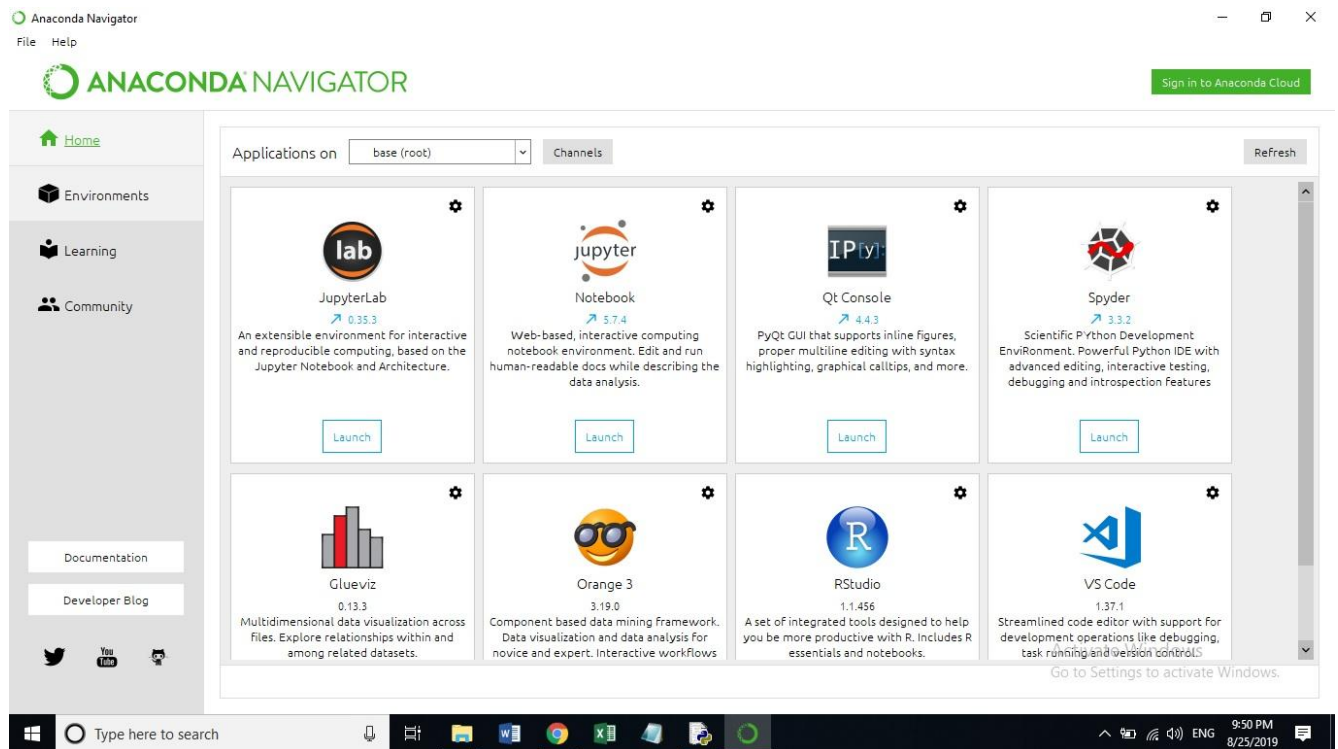 Anaconda Navigator
File Help
ANACONDA NAVIGATOR
Sign in to Anaconda Cloud
Home
Environments
Learning
Community
Documentation
Developer Blog
You
Tube
Applications on base (root) Channels Refresh
lab
JupyterLab
0.35.3
An extensible environment for interactive
and reproducible computing, based on the
Jupyter Notebook and Architecture.
Launch
jupyter
Notebook
5.7.4
Web-based, interactive computing
notebook environment. Edit and run
human-readable docs while describing the
data analysis.
Launch
IP[y]:
Qt Console
4.4.3
PyQt GUI that supports inline figures,
proper multiline editing with syntax
highlighting, graphical calltips, and more.
Launch
Spyder
3.3.2
Scientific PYthon Development
EnviRonment. Powerful Python IDE with
advanced editing, interactive testing,
debugging and introspection features
Launch
Glueviz
0.13.3
Multidimensional data visualization across
files. Explore relationships within and
among related datasets.
Orange 3
3.19.0
Component based data mining framework.
Data visualization and data analysis for
novice and expert. Interactive workflows
R
RStudio
1.1.456
A set of integrated tools designed to help
you be more productive with R. Includes R
essentials and notebooks.
VS Code
1.37.1
Streamlined code editor with support for
development operations like debugging,
task running and version control.
Activate Windows
Go to Settings to activate Windows.
Type here to search
ENG
9:50 PM
8/25/2019